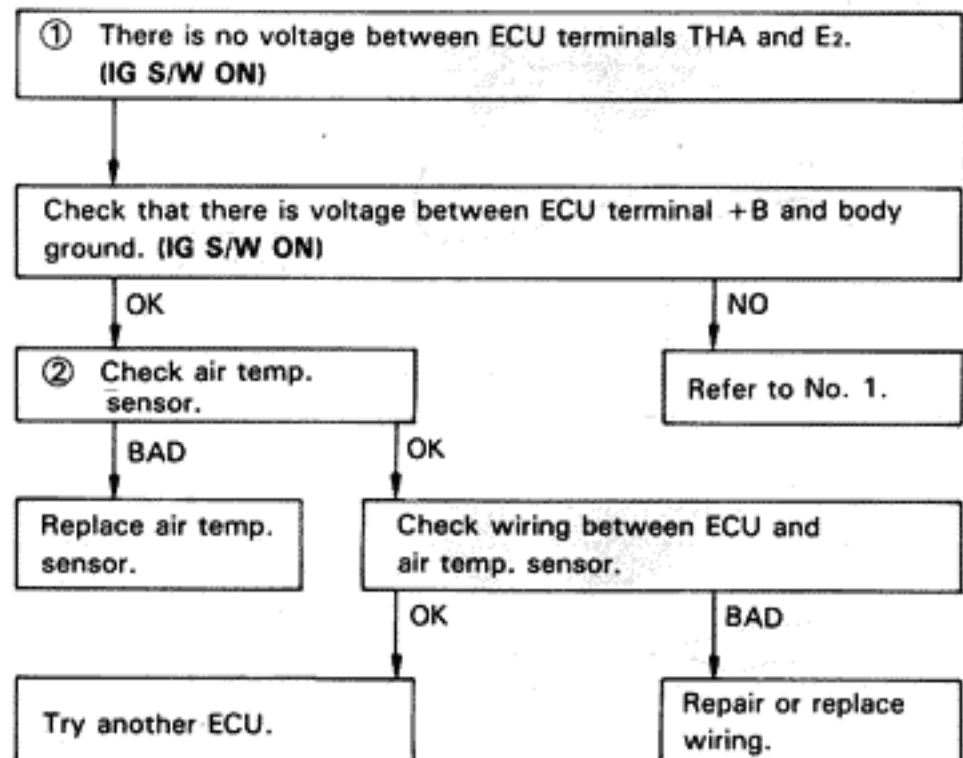 ① There is no voltage between ECU terminals THA and E₂.
(IG S/W ON)
Check that there is voltage between ECU terminal +B and body
ground. (IG S/W ON)
OK
NO
② Check air temp.
sensor.
Refer to No. 1.
BAD
OK
Replace air temp.
sensor.
Check wiring between ECU and
air temp. sensor.
OK
BAD
Try another ECU.
Repair or replace
wiring.